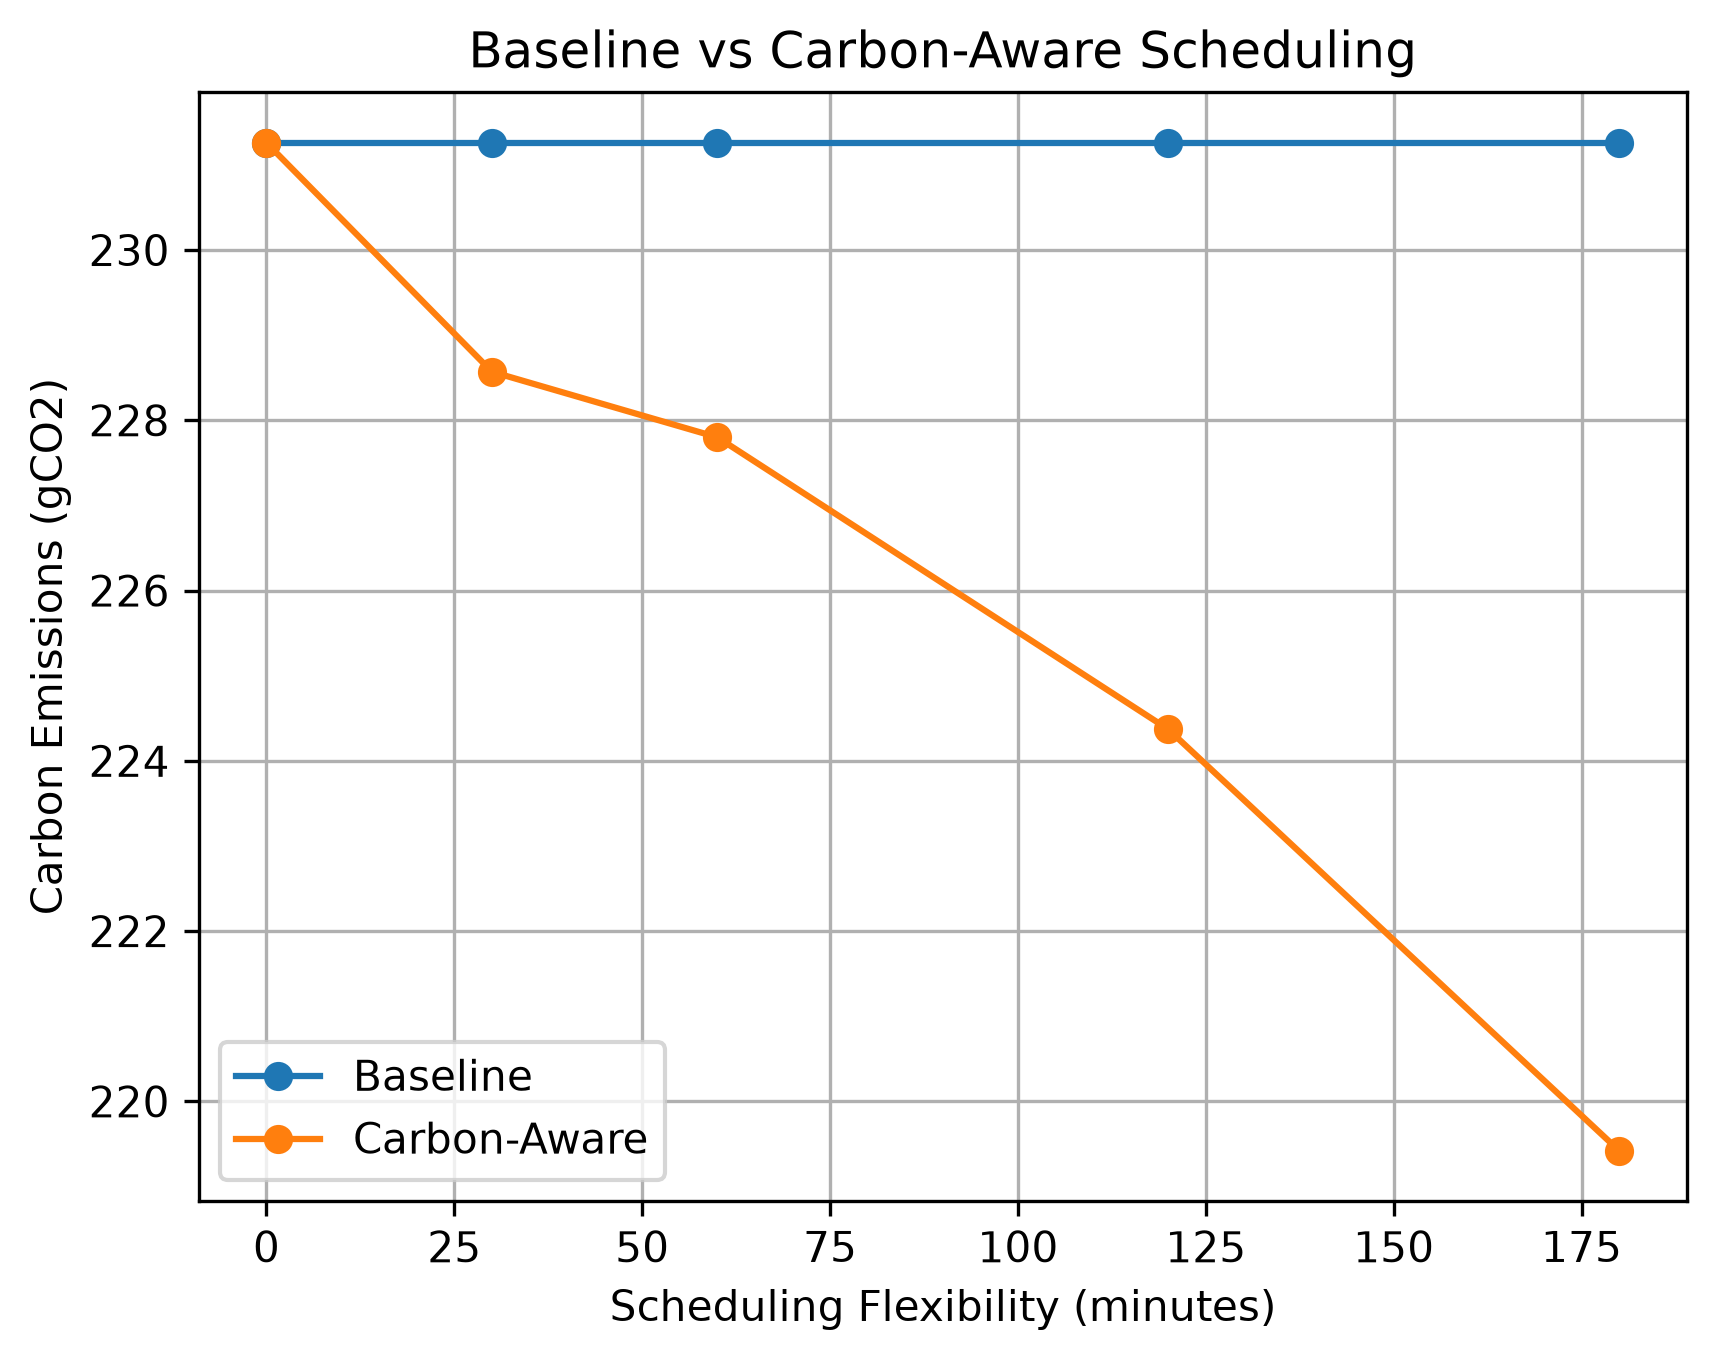 Baseline vs Carbon-Aware Scheduling
Carbon Emissions (gCO2)
230
228
226
224
222
220
Baseline
Carbon-Aware
0 25 50 75 100 125 150 175
Scheduling Flexibility (minutes)